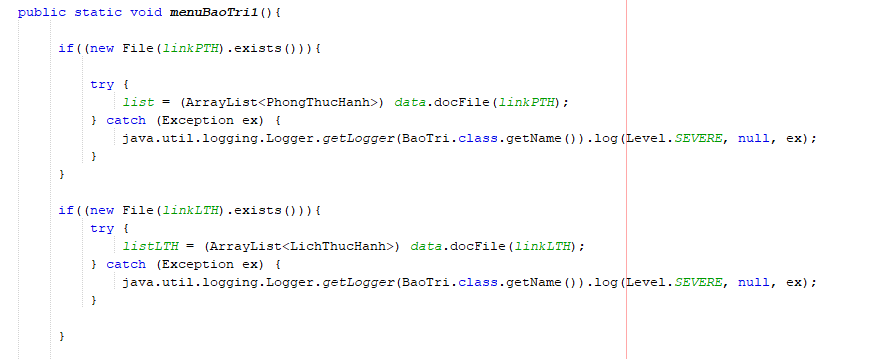 public static void menuBaoTri1(){
if((new File(linkPTH).exists())){
try {
list = (ArrayList<PhongThucHanh>) data.docFile(linkPTH);
} catch (Exception ex) {
java.util.logging.Logger.getLogger(BaoTri.class.getName()).log(Level.SEVERE, null, ex);
}
}
if((new File(linkLTH).exists())){
try {
listLTH = (ArrayList<LichThucHanh>) data.docFile(linkLTH);
} catch (Exception ex) {
java.util.logging.Logger.getLogger(BaoTri.class.getName()).log(Level.SEVERE, null, ex);
}
}